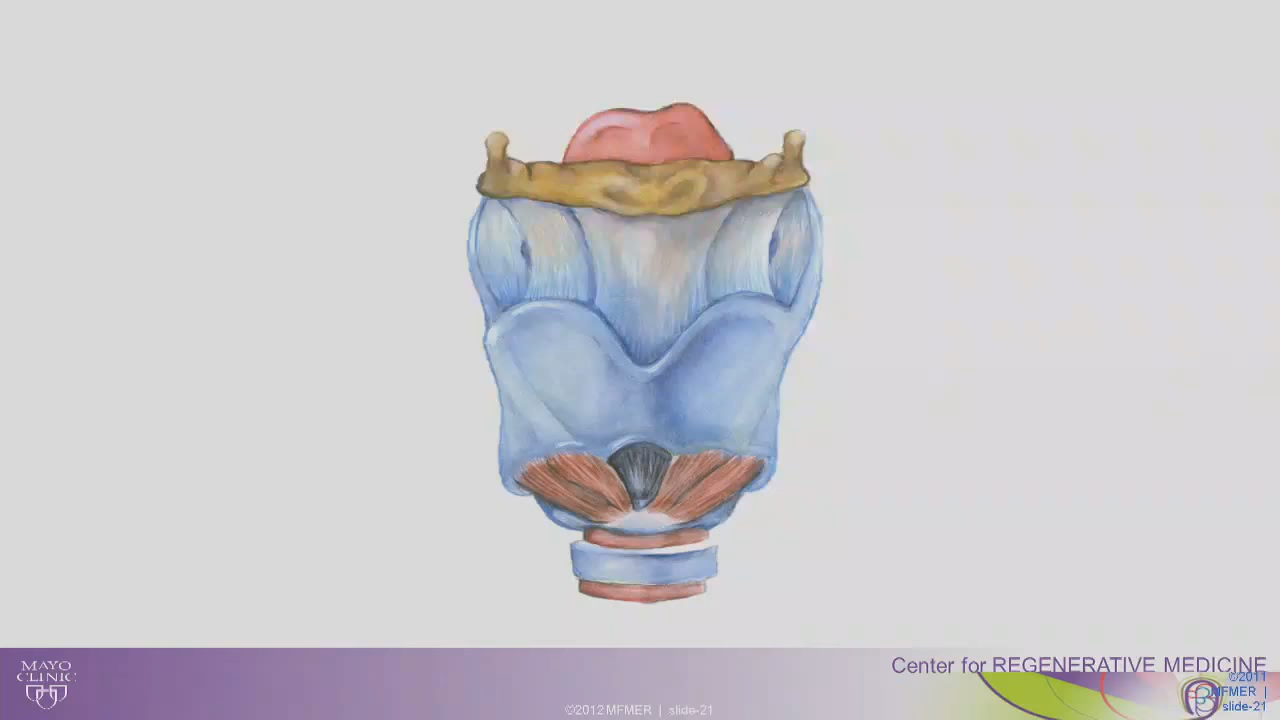 MAYO
CLINIC
©2012 MFMER | slide-21
Center for REGENERATIVE MEDICINE
©2011
MFMER |
slide-21